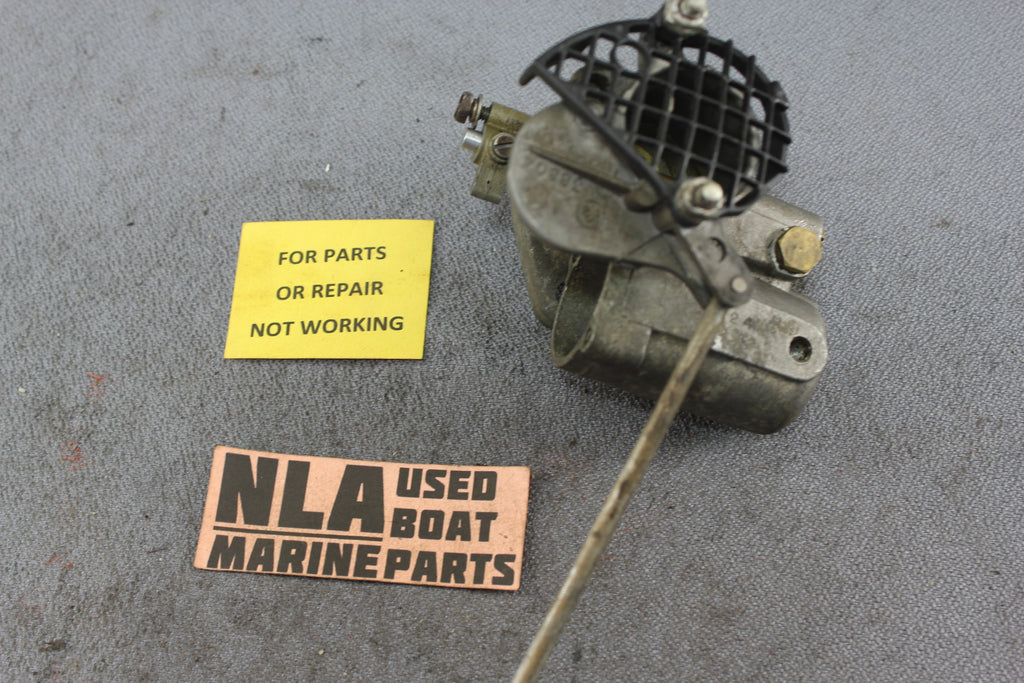 FOR PARTS
OR REPAIR
NOT WORKING
NLA USED
BOAT
MARINE PARTS